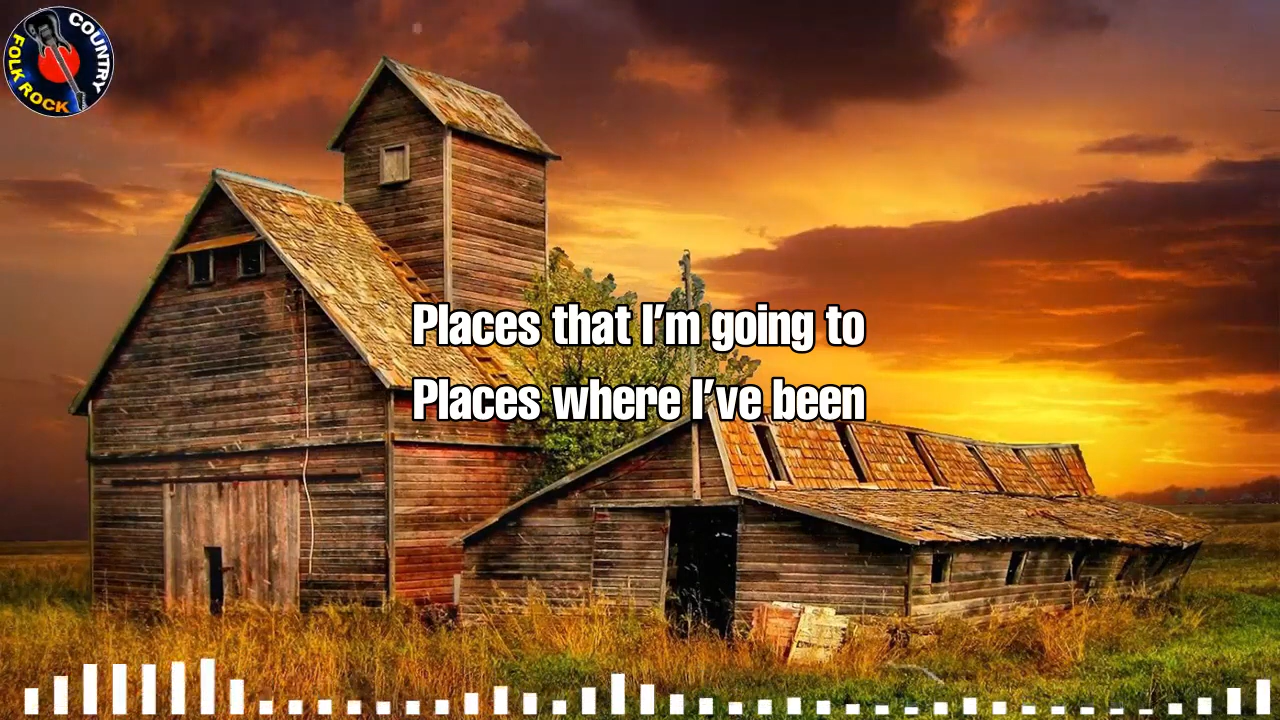 COUNTRY
FOLK ROCK
Places that I'm going to
Places where I've been